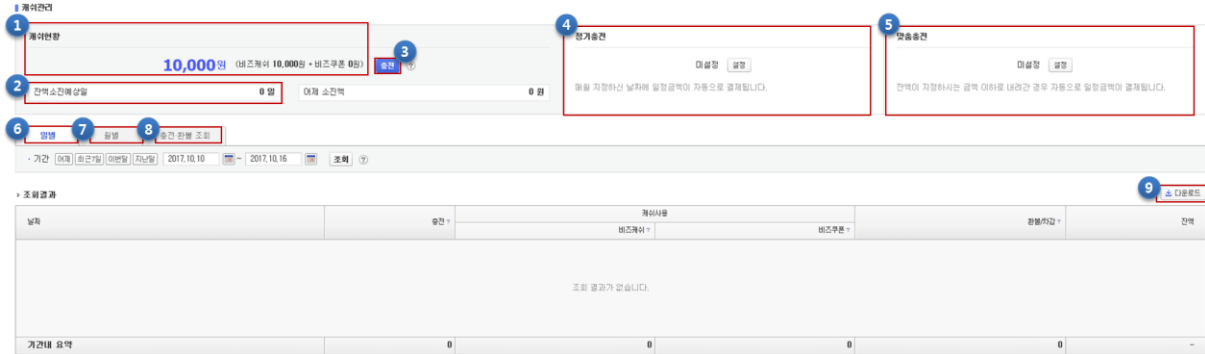 캐쉬관리
1 캐쉬현황
10,000원 (비즈캐쉬 10,000원 + 비즈쿠폰 0원) 3 충전 ?
2 잔액소진예상일 0 일 어제 소진액 0 원
4 정기충전
미설정 설정
매월 지정하신 날짜에 일정금액이 자동으로 결제됩니다.
5 맞춤충전
미설정 설정
잔액이 지정하시는 금액 이하로 내려간 경우 자동으로 일정금액이 결제됩니다.
6 일별 7 월별 8 충전·환불 조회
· 기간 어제 최근7일 이번달 지난달 2017.10.10 ~ 2017.10.16 조회 ?
조회결과 9 다운로드
날짜 충전 ? 캐쉬사용 환불/차감 ? 잔액
비즈캐쉬 ? 비즈쿠폰 ?
조회 결과가 없습니다.
기간내 요약 0 0 0 0 -